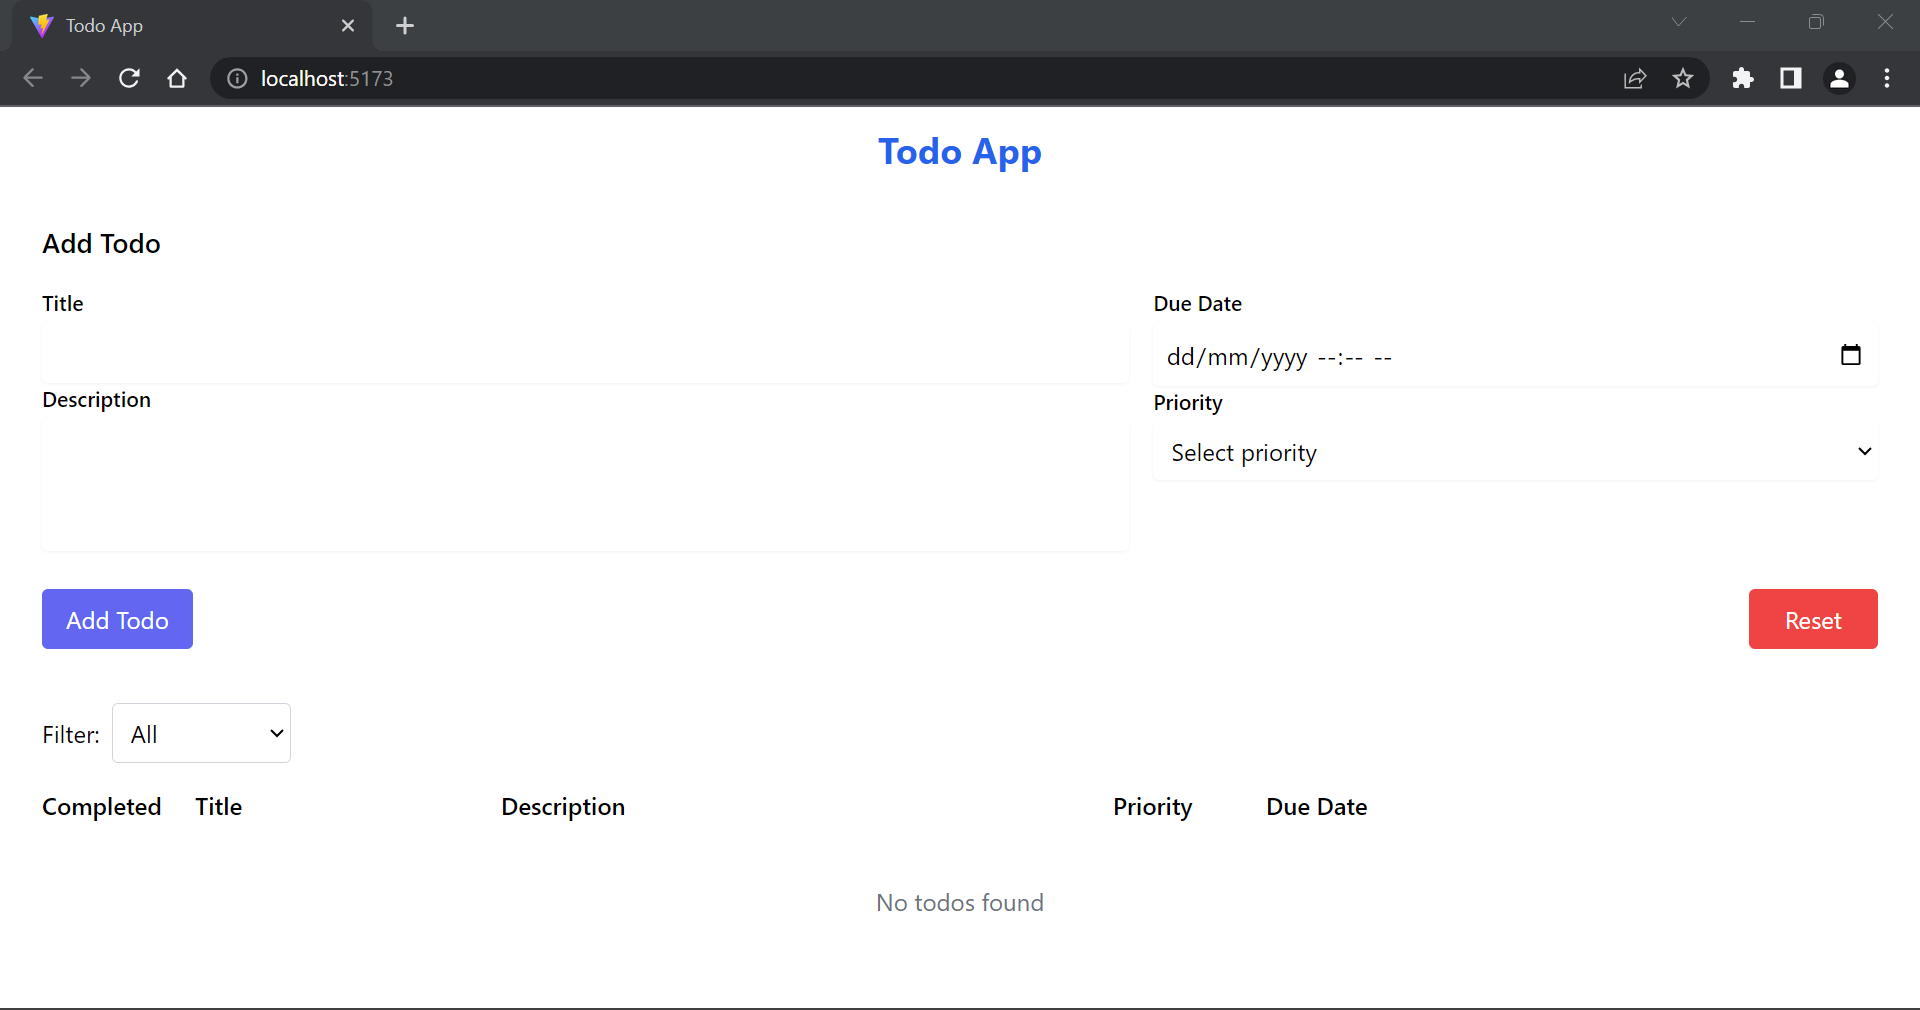 Todo App
localhost:5173
Todo App
Add Todo
Title
Due Date
dd/mm/yyyy --:-- --
Description
Priority
Select priority
Add Todo
Reset
Filter: All
Completed Title Description Priority Due Date
No todos found